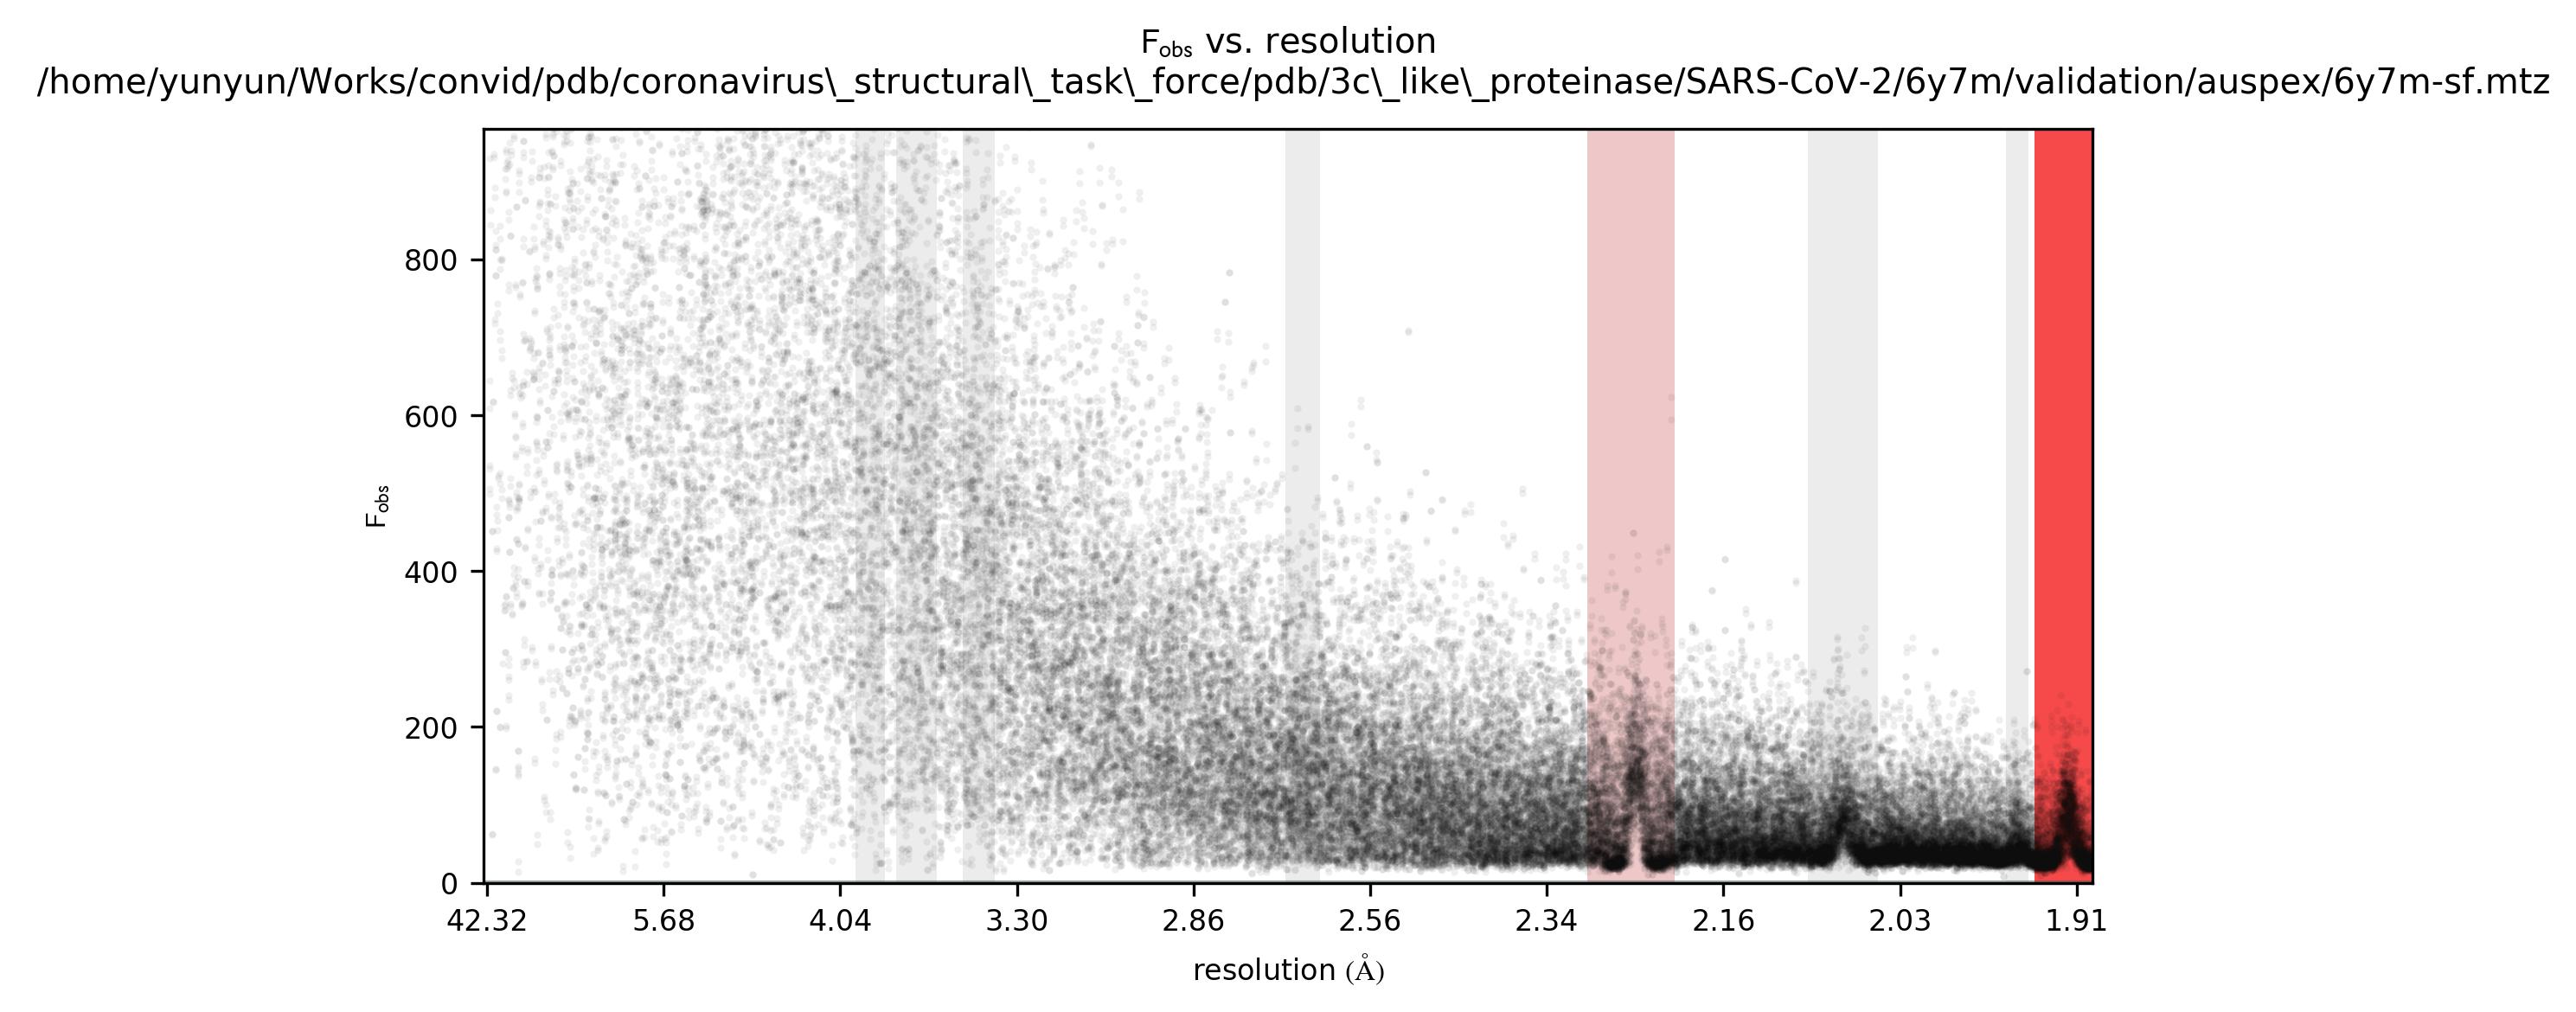 Fobs vs. resolution
/home/yunyun/Works/convid/pdb/coronavirus\_structural\_task\_force/pdb/3c\_like\_proteinase/SARS-CoV-2/6y7m/validation/auspex/6y7m-sf.mtz
Fobs
800
600
400
200
0
42.32 5.68 4.04 3.30 2.86 2.56 2.34 2.16 2.03 1.91
resolution (Å)